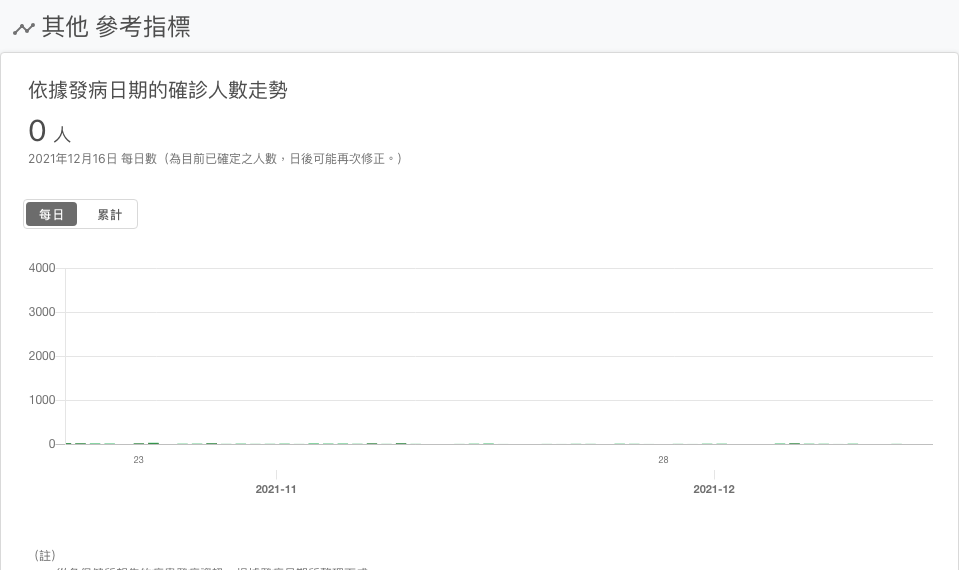 其他 參考指標
依據發病日期的確診人數走勢
0 人
2021年12月16日 每日數（為目前已確定之人數，日後可能再次修正。）
每日 累計
4000
3000
2000
1000
0
23 28
2021-11 2021-12
（註）